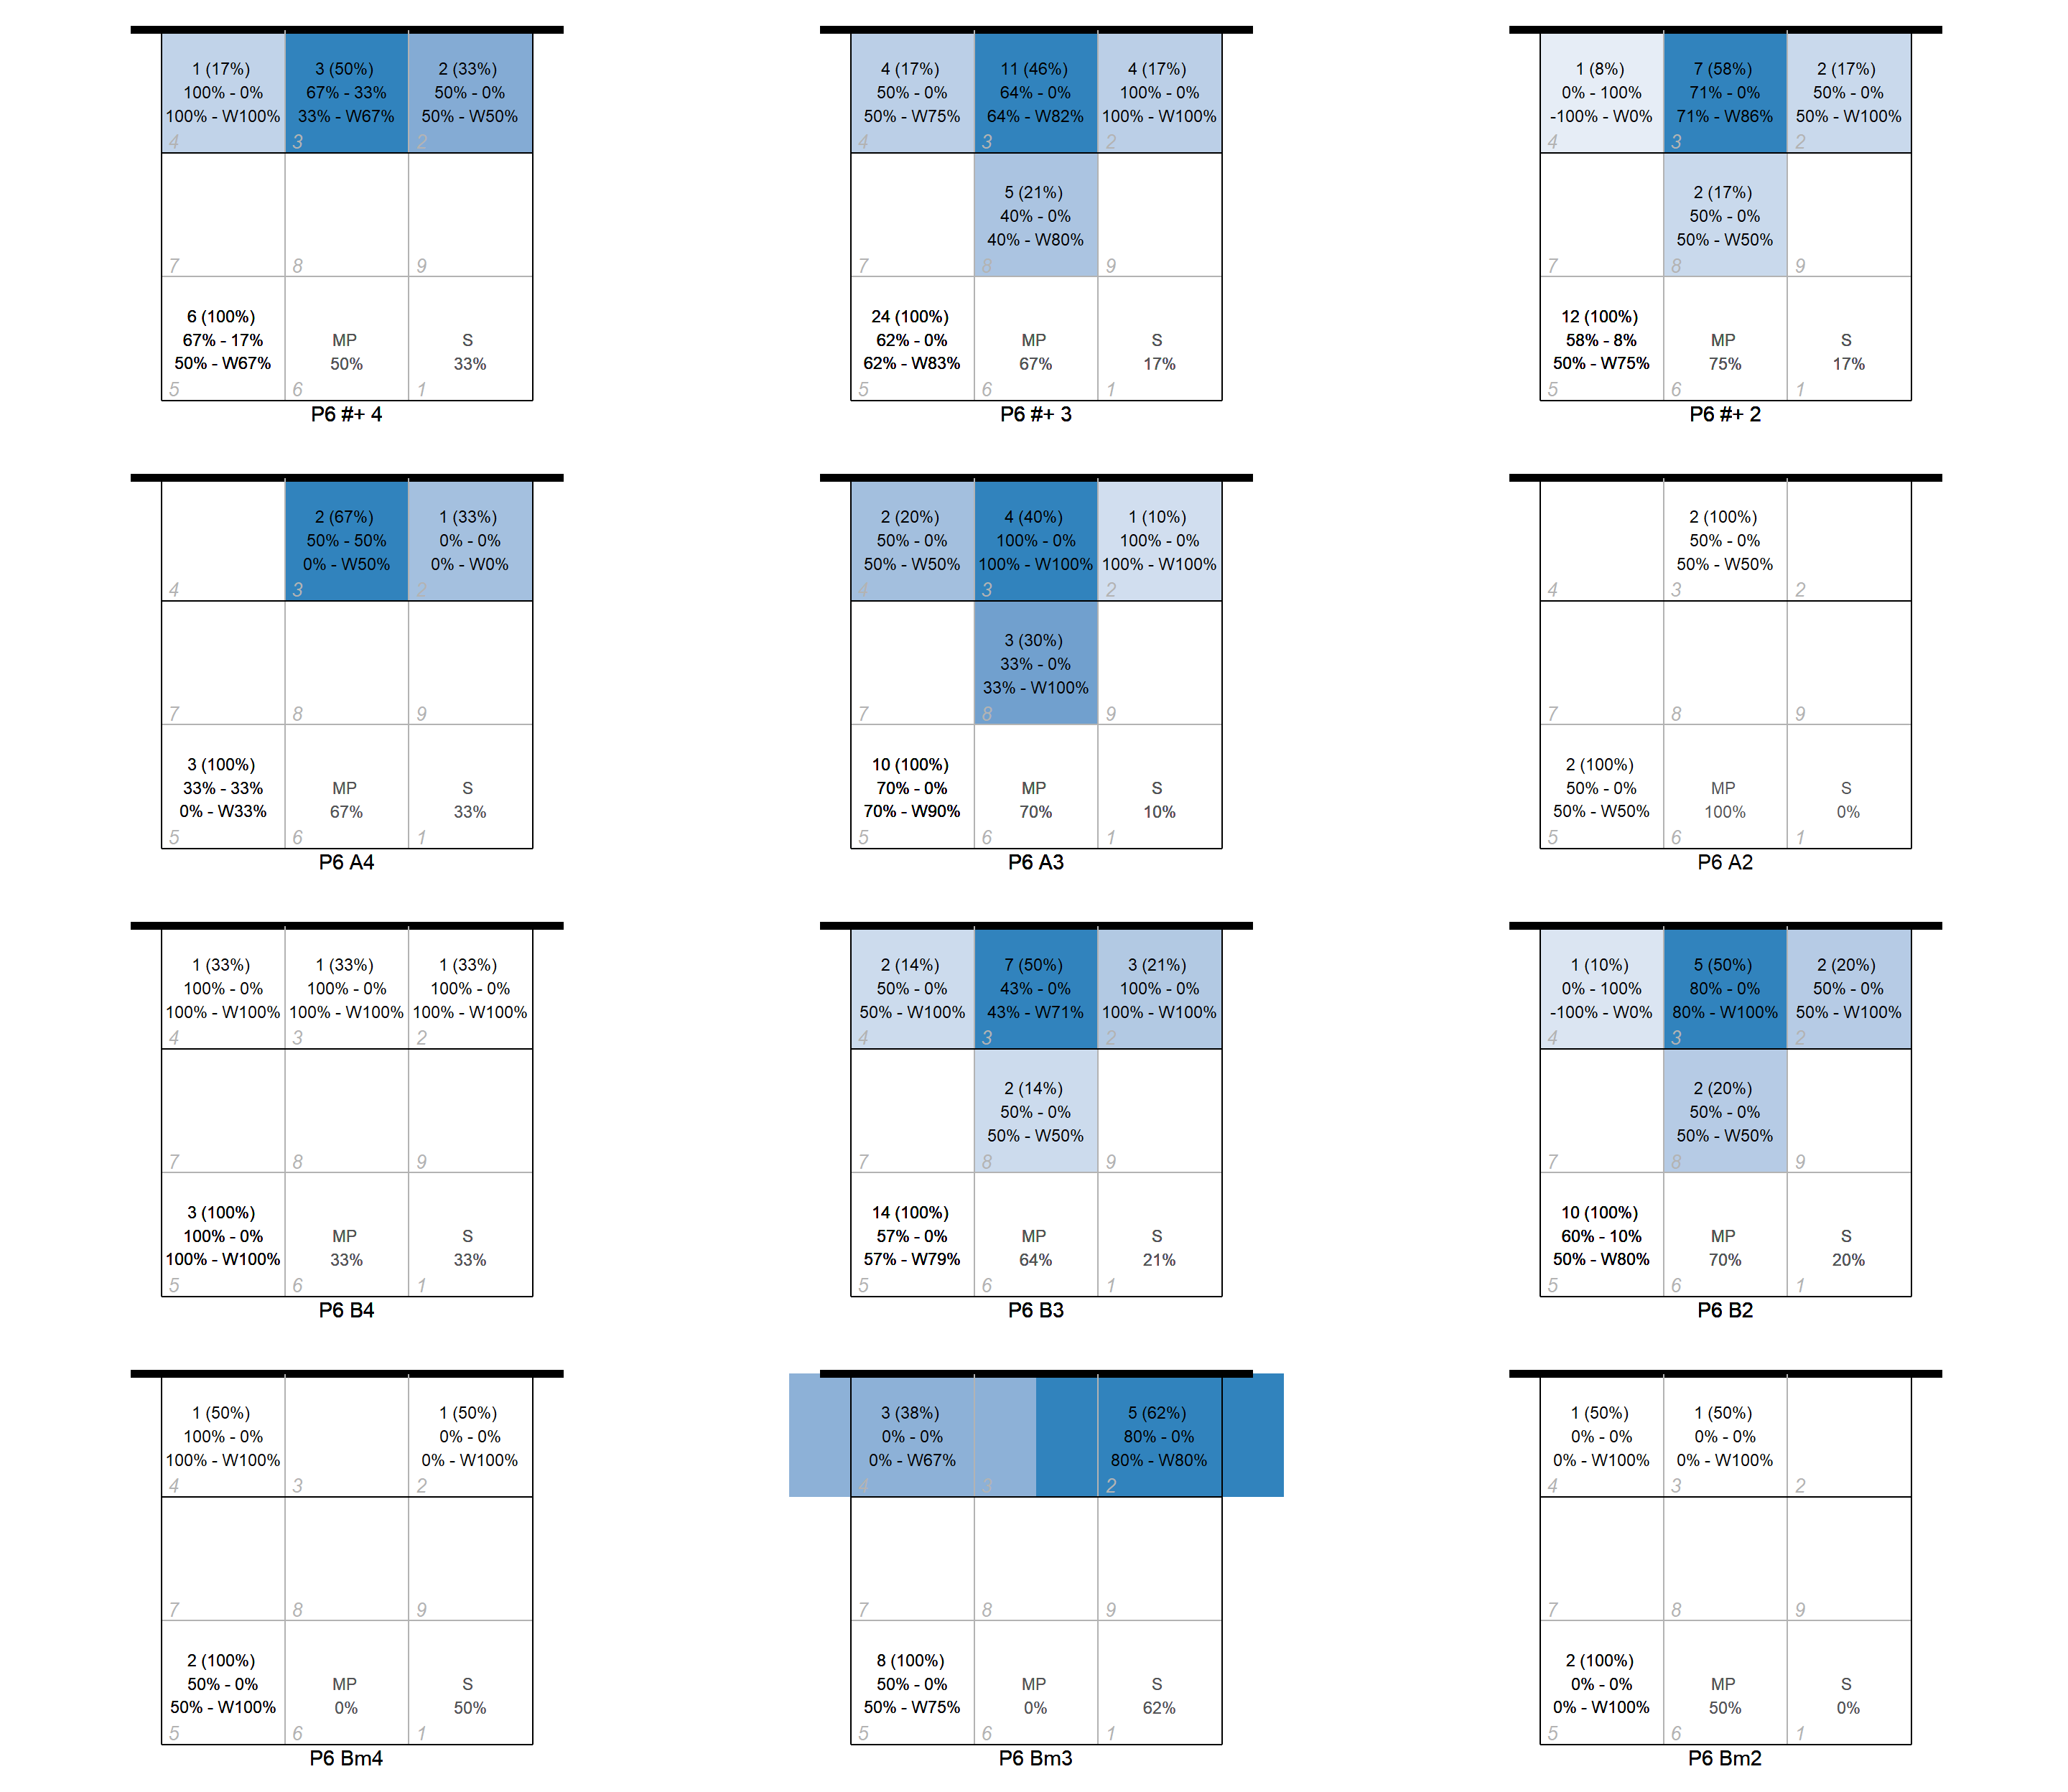 1 (17%) 3 (50%) 2 (33%)
100% - 0% 67% - 33% 50% - 0%
100% - W100% 33% - W67% 50% - W50%
4 3 2
7 8 9
6 (100%)
67% - 17% MP S
50% - W67% 50% 33%
5 6 1
P6 #+ 4
4 (17%) 11 (46%) 4 (17%)
50% - 0% 64% - 0% 100% - 0%
50% - W75% 64% - W82% 100% - W100%
4 3 2
5 (21%)
40% - 0%
40% - W80%
7 8 9
24 (100%)
62% - 0% MP S
62% - W83% 67% 17%
5 6 1
P6 #+ 3
1 (8%) 7 (58%) 2 (17%)
0% - 100% 71% - 0% 50% - 0%
-100% - W0% 71% - W86% 50% - W100%
4 3 2
2 (17%)
50% - 0%
50% - W50%
7 8 9
12 (100%)
58% - 8% MP S
50% - W75% 75% 17%
5 6 1
P6 #+ 2
2 (67%) 1 (33%)
50% - 50% 0% - 0%
0% - W50% 0% - W0%
4 3 2
7 8 9
3 (100%)
33% - 33% MP S
0% - W33% 67% 33%
5 6 1
P6 A4
2 (20%) 4 (40%) 1 (10%)
50% - 0% 100% - 0% 100% - 0%
50% - W50% 100% - W100% 100% - W100%
4 3 2
3 (30%)
33% - 0%
33% - W100%
7 8 9
10 (100%)
70% - 0% MP S
70% - W90% 70% 10%
5 6 1
P6 A3
2 (100%)
50% - 0%
50% - W50%
4 3 2
7 8 9
2 (100%)
50% - 0% MP S
50% - W50% 100% 0%
5 6 1
P6 A2
1 (33%) 1 (33%) 1 (33%)
100% - 0% 100% - 0% 100% - 0%
100% - W100% 100% - W100% 100% - W100%
4 3 2
7 8 9
3 (100%)
100% - 0% MP S
100% - W100% 33% 33%
5 6 1
P6 B4
2 (14%) 7 (50%) 3 (21%)
50% - 0% 43% - 0% 100% - 0%
50% - W100% 43% - W71% 100% - W100%
4 3 2
2 (14%)
50% - 0%
50% - W50%
7 8 9
14 (100%)
57% - 0% MP S
57% - W79% 64% 21%
5 6 1
P6 B3
1 (10%) 5 (50%) 2 (20%)
0% - 100% 80% - 0% 50% - 0%
-100% - W0% 80% - W100% 50% - W100%
4 3 2
2 (20%)
50% - 0%
50% - W50%
7 8 9
10 (100%)
60% - 10% MP S
50% - W80% 70% 20%
5 6 1
P6 B2
1 (50%) 1 (50%)
100% - 0% 0% - 0%
100% - W100% 0% - W100%
4 3 2
7 8 9
2 (100%)
50% - 0% MP S
50% - W100% 0% 50%
5 6 1
P6 Bm4
3 (38%) 5 (62%)
0% - 0% 80% - 0%
0% - W67% 80% - W80%
4 3 2
7 8 9
8 (100%)
50% - 0% MP S
50% - W75% 0% 62%
5 6 1
P6 Bm3
1 (50%) 1 (50%)
0% - 0% 0% - 0%
0% - W100% 0% - W100%
4 3 2
7 8 9
2 (100%)
0% - 0% MP S
0% - W100% 50% 0%
5 6 1
P6 Bm2